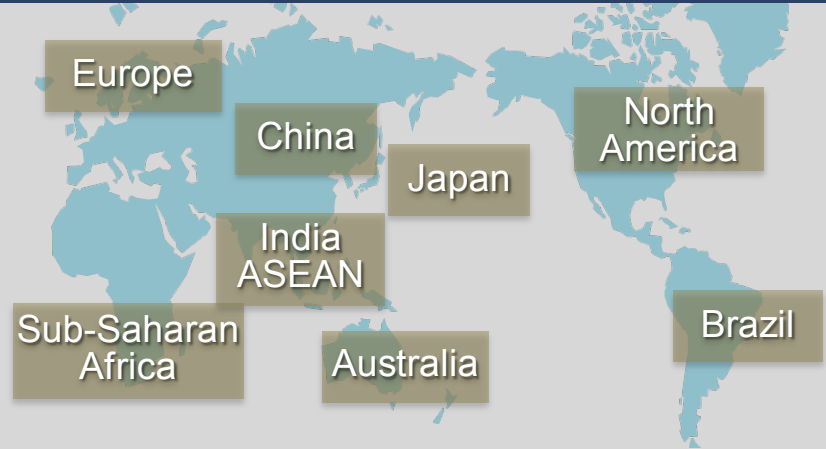 Europe
China
Japan
North
America
India
ASEAN
Sub-Saharan
Africa
Australia
Brazil